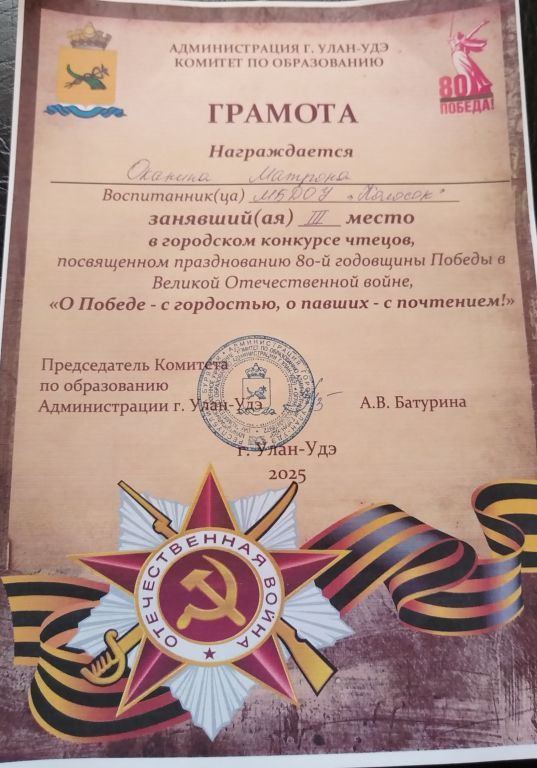 АДМИНИСТРАЦИЯ Г. УЛАН-УДЭ
КОМИТЕТ ПО ОБРАЗОВАНИЮ
80
ПОБЕДА!
ГРАМОТА
Награждается
Оханина Матрона
Воспитанник(ца) МБДОУ "Колосок"
занявший(ая) III место
в городском конкурсе чтецов,
посвященном празднованию 80-й годовщины Победы в
Великой Отечественной войне,
«О Победе - с гордостью, о павших - с почтением!»
Председатель Комитета
по образованию
Администрации г. Улан-Удэ А.В. Батурина
г. Улан-Удэ
2025
ОТЕЧЕСТВЕННАЯ ВОЙНА